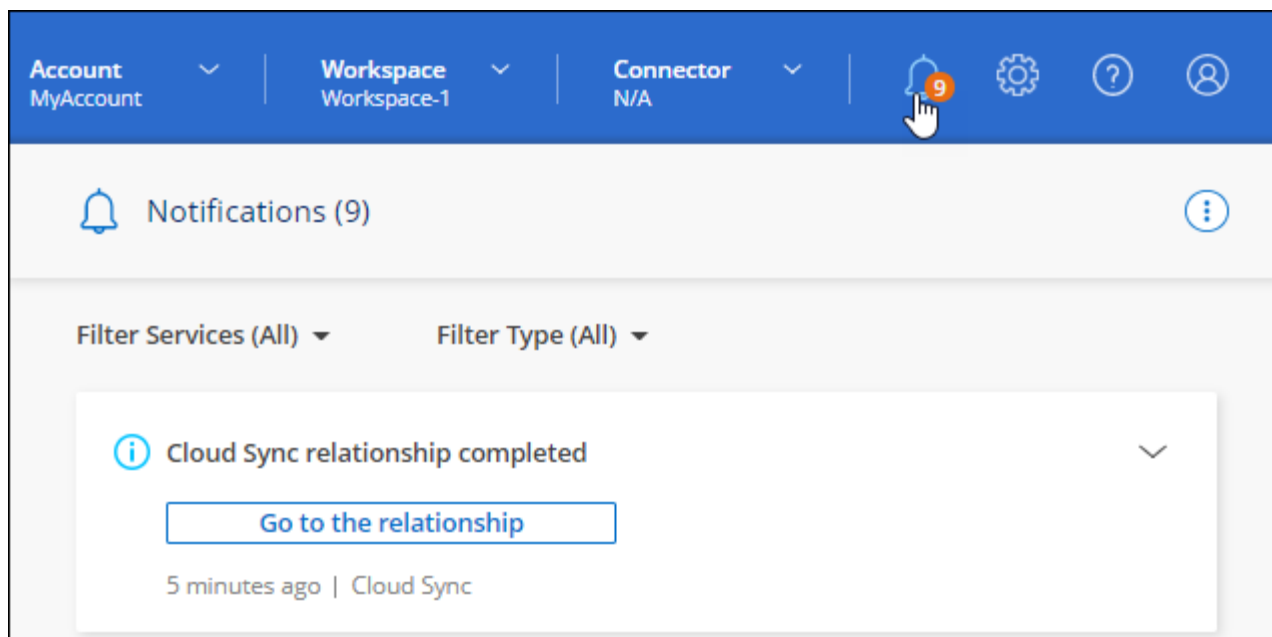 Account
MyAccount
Workspace
Workspace-1
Connector
N/A
9
?
Notifications (9)
Filter Services (All)
Filter Type (All)
Cloud Sync relationship completed
Go to the relationship
5 minutes ago | Cloud Sync